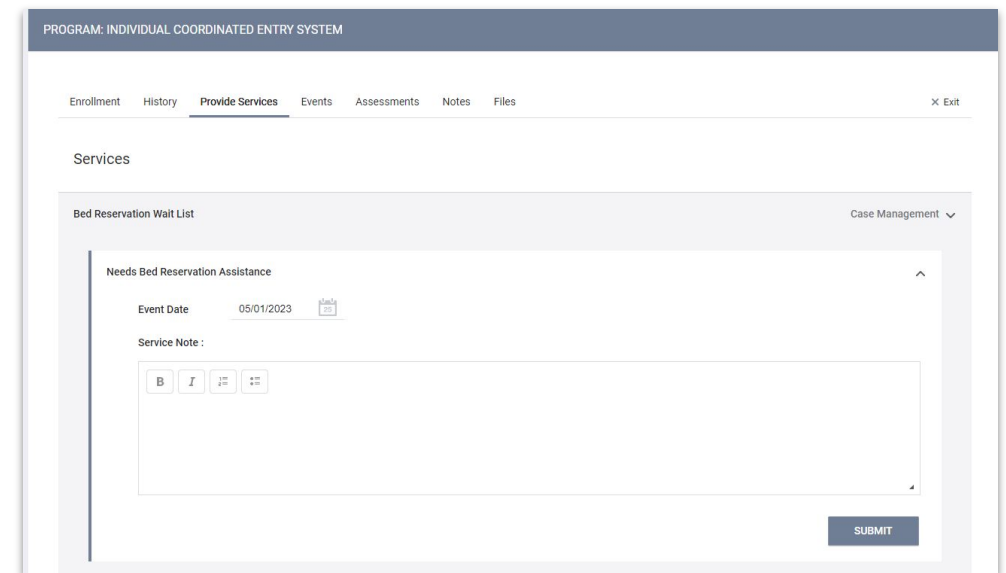 PROGRAM: INDIVIDUAL COORDINATED ENTRY SYSTEM
Enrollment History Provide Services Events Assessments Notes Files × Exit
Services
Bed Reservation Wait List Case Management
Needs Bed Reservation Assistance
Event Date 05/01/2023
Service Note :
B I
SUBMIT